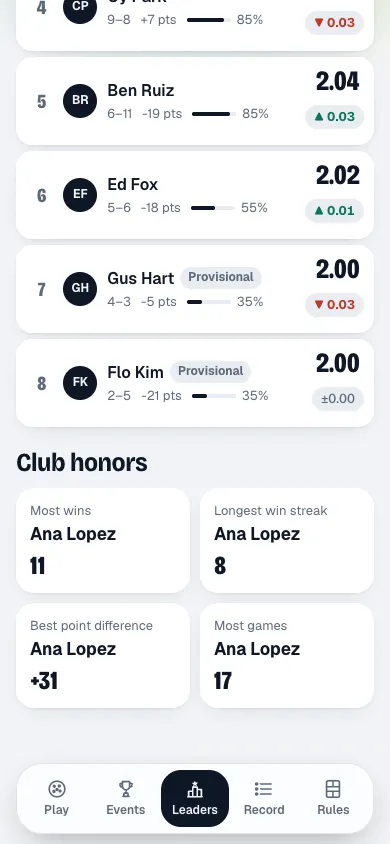 4 CP
9–8 +7 pts 85% ▼ 0.03
5 BR Ben Ruiz 2.04
6–11 -19 pts 85% ▲ 0.03
6 EF Ed Fox 2.02
5–6 -18 pts 55% ▲ 0.01
7 GH Gus Hart Provisional 2.00
4–3 -5 pts 35% ▼ 0.03
8 FK Flo Kim Provisional 2.00
2–5 -21 pts 35% ±0.00
Club honors
Most wins
Ana Lopez
11
Longest win streak
Ana Lopez
8
Best point difference
Ana Lopez
+31
Most games
Ana Lopez
17
Play Events Leaders Record Rules